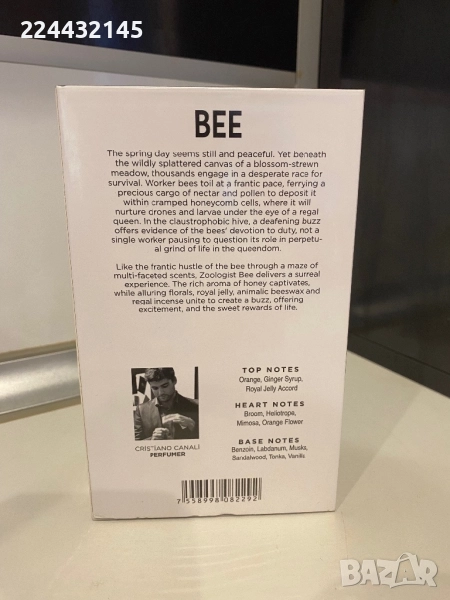 224432145
BEE
The spring day seems still and peaceful. Yet beneath
the wildly splattered canvas of a blossom-strewn
meadow, thousands engage in a desperate race for
survival. Worker bees toil at a frantic pace, ferrying a
precious cargo of nectar and pollen to deposit it
within cramped honeycomb cells, where it will
nurture drones and larvae under the eye of a regal
queen. In the claustrophobic hive, a deafening buzz
offers evidence of the bees' devotion to duty, not a
single worker pausing to question its role in perpetu-
al grind of life in the queendom.
Like the frantic hustle of the bee through a maze of
multi-faceted scents, Zoologist Bee delivers a surreal
experience. The rich aroma of honey captivates,
while alluring florals, royal jelly, animalic beeswax and
regal incense unite to create a buzz, offering
excitement, and the sweet rewards of life.
CRISTIANO CANALI
PERFUMER
TOP NOTES
Orange, Ginger Syrup,
Royal Jelly Accord
HEART NOTES
Broom, Heliotrope,
Mimosa, Orange Flower
BASE NOTES
Benzoin, Labdanum, Musks,
Sandalwood, Tonka, Vanilla
7 558998 082292
BAZAR.bg